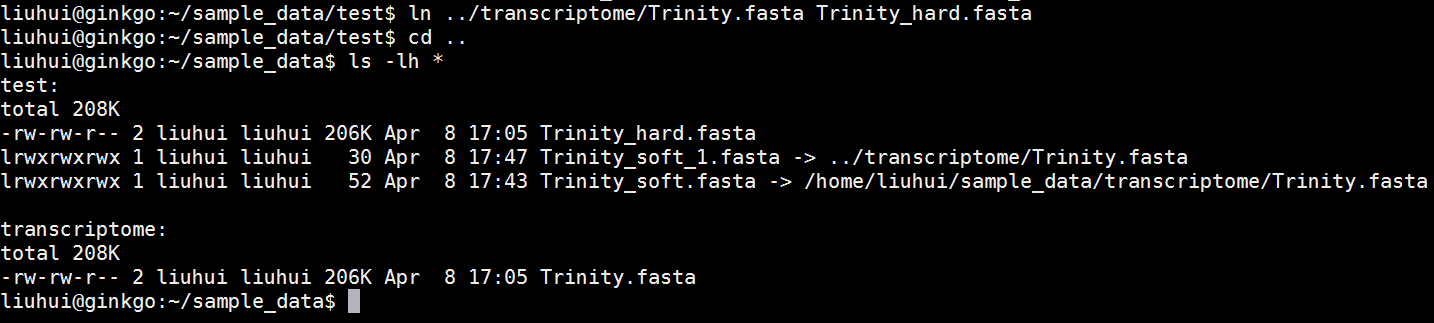 liuhui@ginkgo:~/sample_data/test$ ln ../transcriptome/Trinity.fasta Trinity_hard.fasta
liuhui@ginkgo:~/sample_data/test$ cd ..
liuhui@ginkgo:~/sample_data$ ls -lh *
test:
total 208K
-rw-rw-r-- 2 liuhui liuhui 206K Apr  8 17:05 Trinity_hard.fasta
lrwxrwxrwx 1 liuhui liuhui   30 Apr  8 17:47 Trinity_soft_1.fasta -> ../transcriptome/Trinity.fasta
lrwxrwxrwx 1 liuhui liuhui   52 Apr  8 17:43 Trinity_soft.fasta -> /home/liuhui/sample_data/transcriptome/Trinity.fasta

transcriptome:
total 208K
-rw-rw-r-- 2 liuhui liuhui 206K Apr  8 17:05 Trinity.fasta
liuhui@ginkgo:~/sample_data$